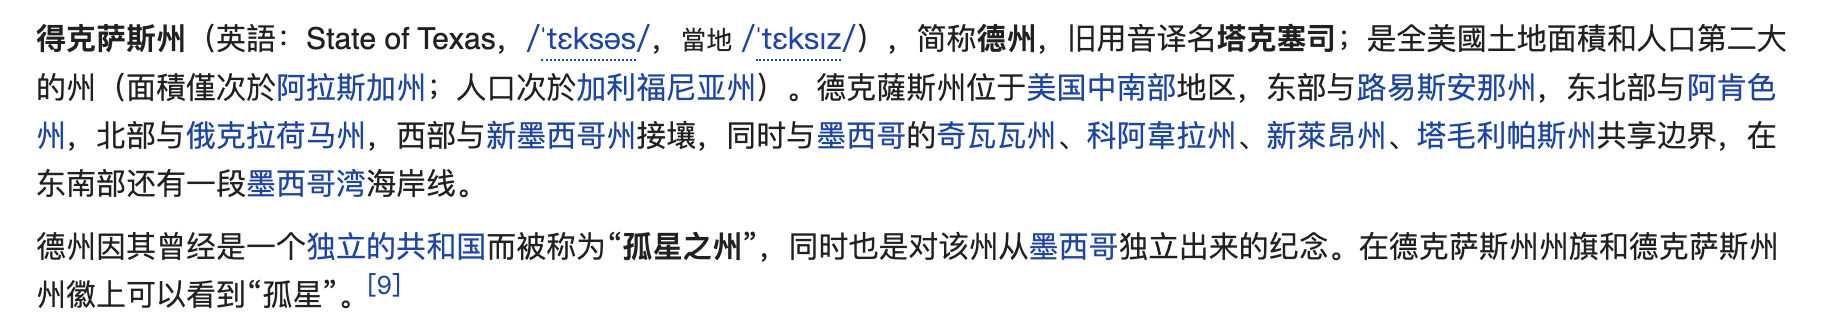 得克萨斯州（英語：State of Texas，/ˈtɛksəs/，當地 /ˈtɛksɪz/），简称德州，旧用音译名塔克塞司；是全美國土地面積和人口第二大
的州（面積僅次於阿拉斯加州；人口次於加利福尼亚州）。德克薩斯州位于美国中南部地区，东部与路易斯安那州，东北部与阿肯色
州，北部与俄克拉荷马州，西部与新墨西哥州接壤，同时与墨西哥的奇瓦瓦州、科阿韋拉州、新萊昂州、塔毛利帕斯州共享边界，在
东南部还有一段墨西哥湾海岸线。
德州因其曾经是一个独立的共和国而被称为“孤星之州”，同时也是对该州从墨西哥独立出来的纪念。在德克萨斯州州旗和德克萨斯州
州徽上可以看到“孤星”。[9]